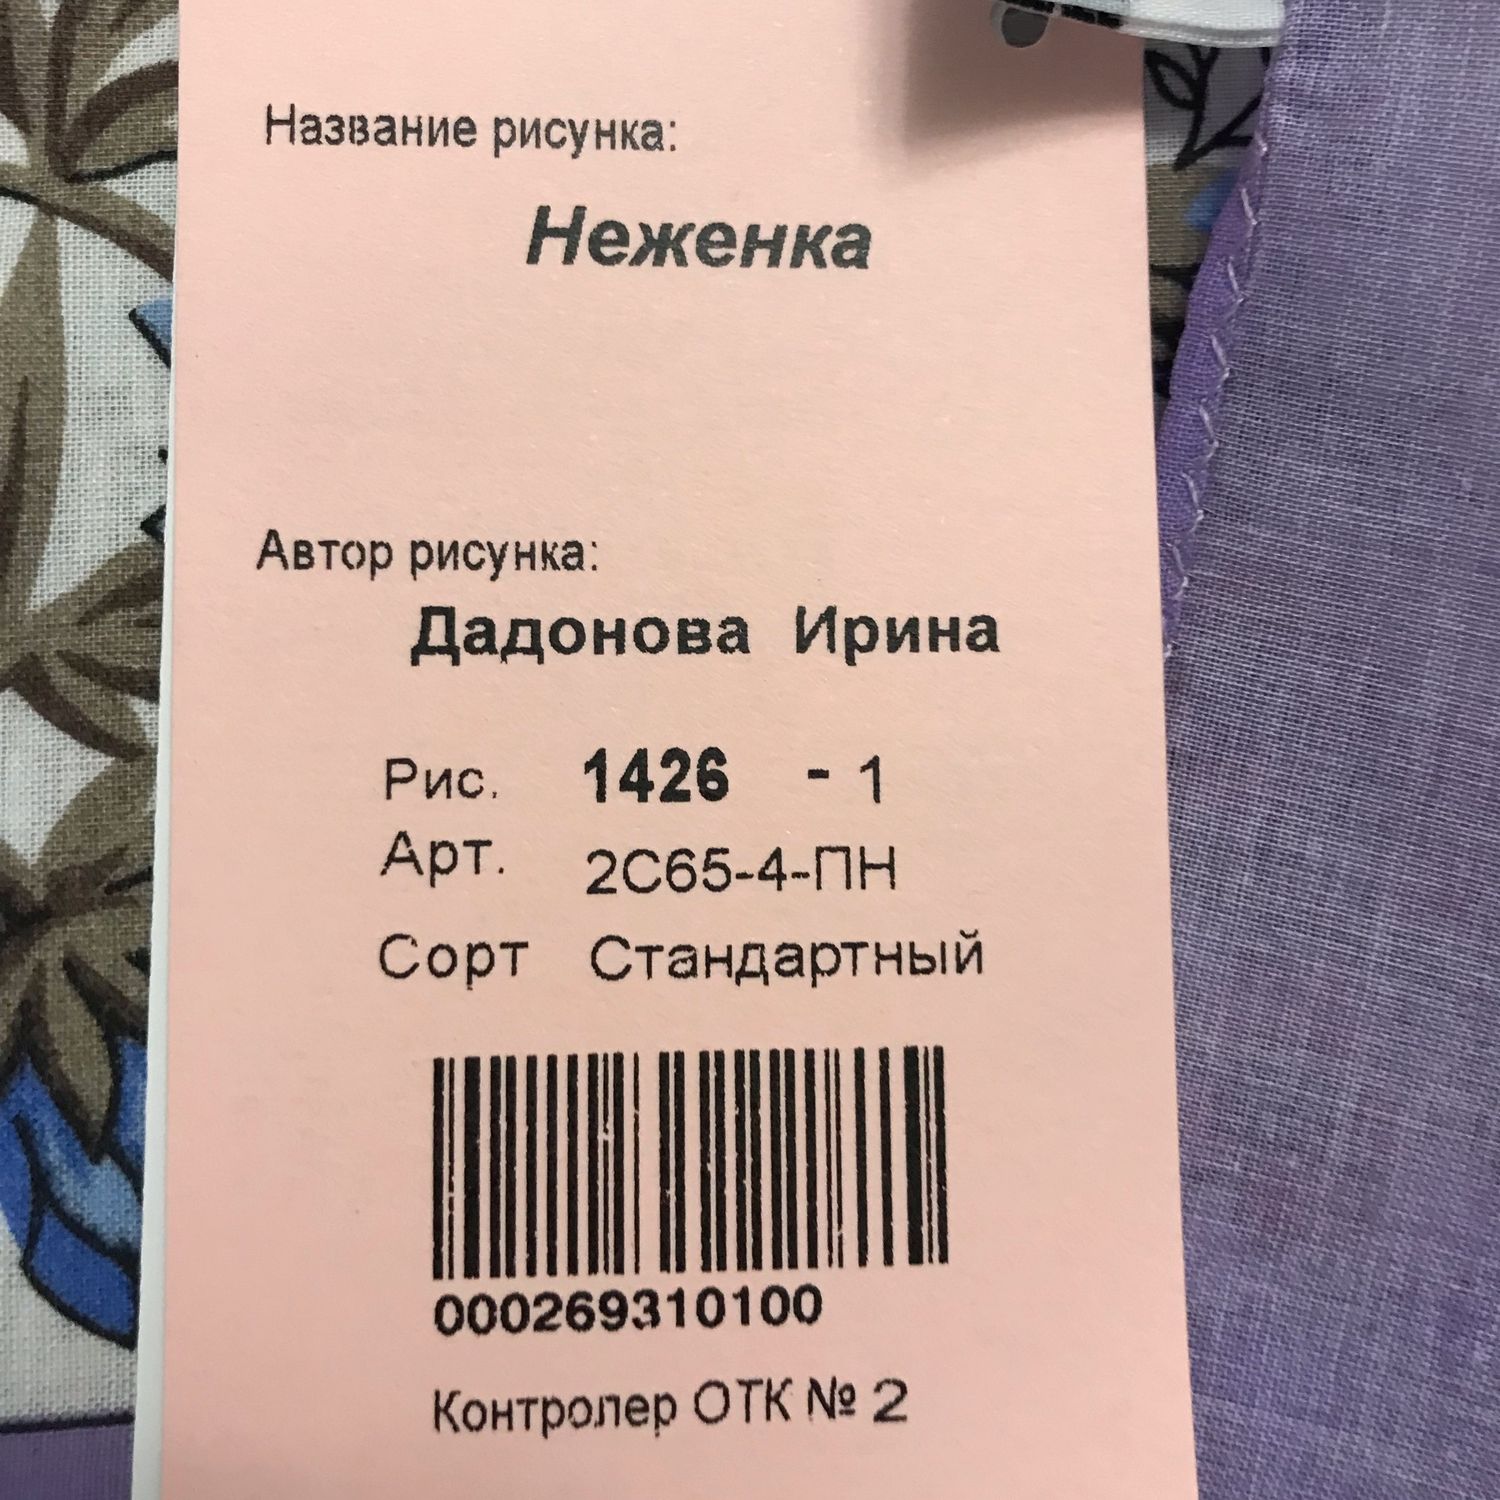 Название рисунка:
Неженка
Автор рисунка:
Дадонова Ирина
Рис. 1426 - 1
Арт. 2С65-4-ПН
Сорт Стандартный
000269310100
Контролер ОТК № 2